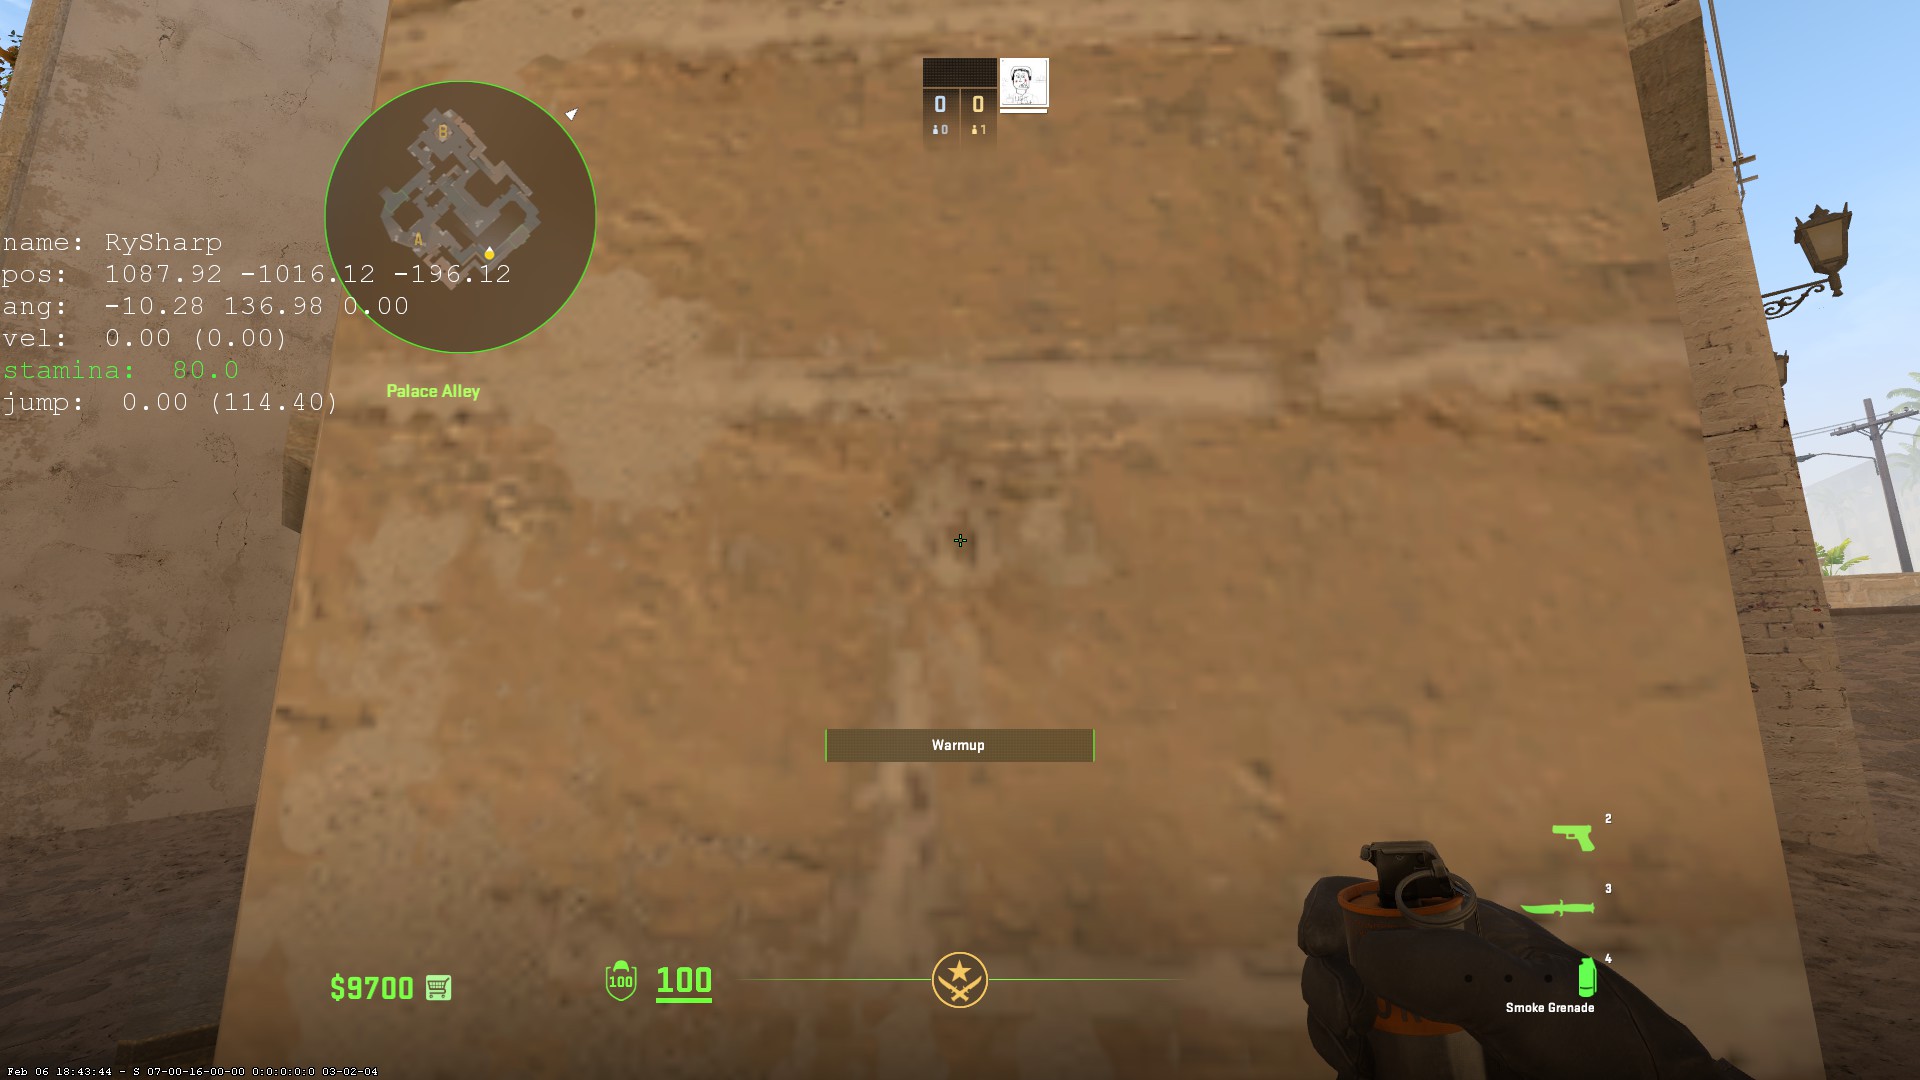 0 0
0 1
B
A
name: RySharp
pos: 1087.92 -1016.12 -196.12
ang: -10.28 136.98 0.00
vel: 0.00 (0.00)
stamina: 80.0
jump: 0.00 (114.40)
Palace Alley
Warmup
2
3
4
Smoke Grenade
$9700
100
100
Feb 06 18:43:44 - S 07-00-16-00-00 0:0:0:0:0 03-02-04